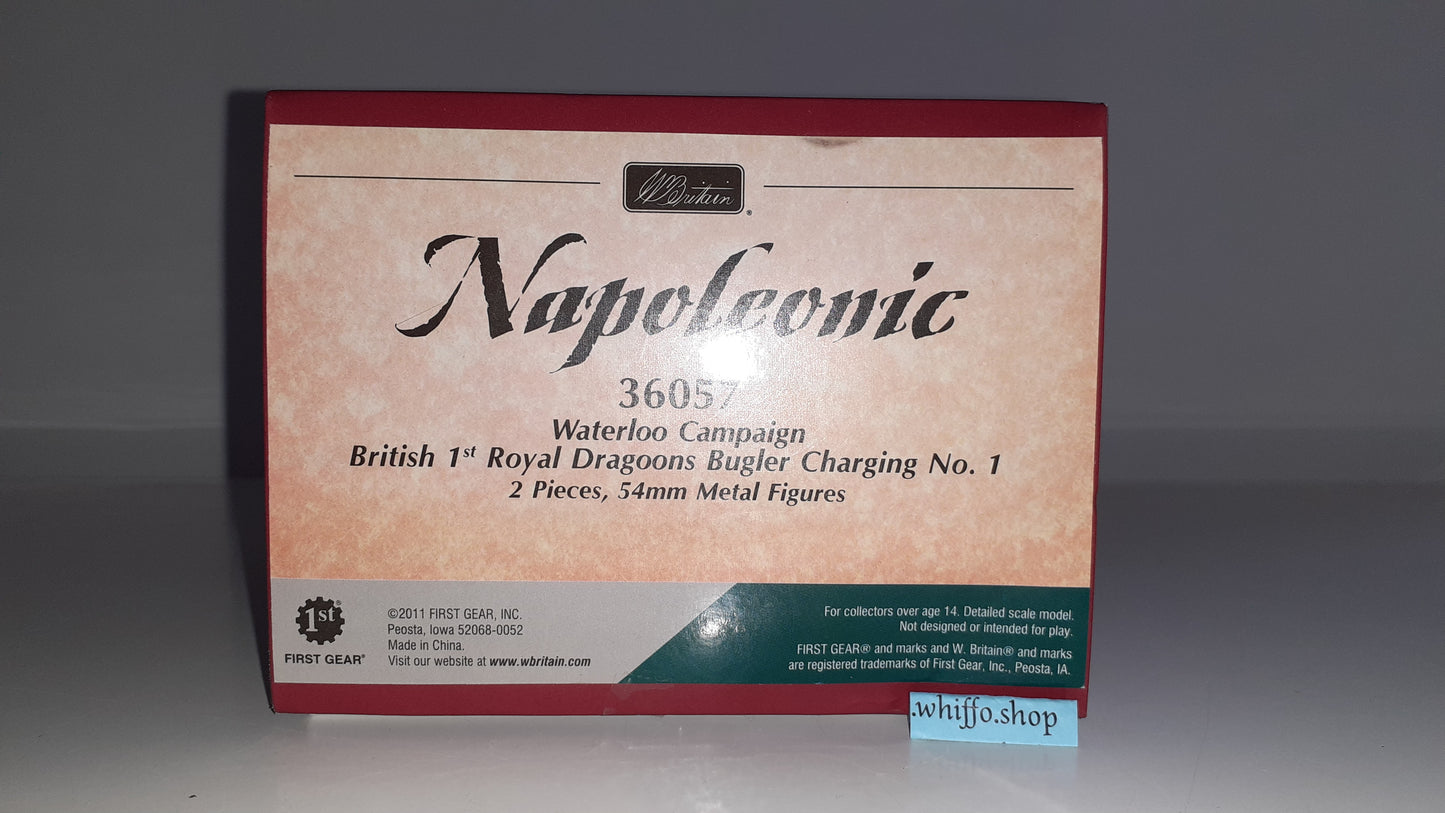 WBritain®
Napoleonic
36057
Waterloo Campaign
British 1st Royal Dragoons Bugler Charging No. 1
2 Pieces, 54mm Metal Figures
1st®
FIRST GEAR®
©2011 FIRST GEAR, INC.
Peosta, Iowa 52068-0052
Made in China.
Visit our website at www.wbritain.com
For collectors over age 14. Detailed scale model.
Not designed or intended for play.
FIRST GEAR® and marks and W. Britain® and marks
are registered trademarks of First Gear, Inc., Peosta, IA.
.whiffo.shop